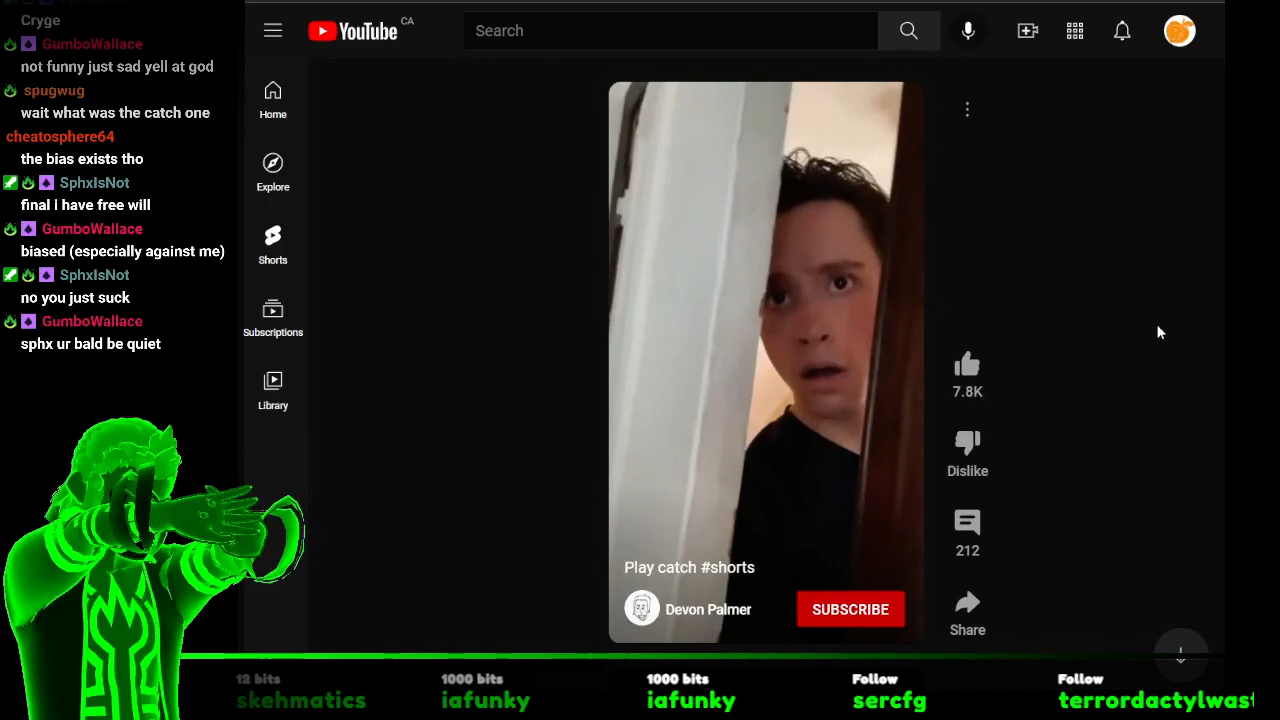 Cryge
GumboWallace
not funny just sad yell at god
spugwug
wait what was the catch one
cheatosphere64
the bias exists tho
SphxIsNot
final i have free will
GumboWallace
biased (especially against me)
SphxIsNot
no you just suck
GumboWallace
sphx ur bald be quiet
YouTube CA
Search
Home
Explore
Shorts
Subscriptions
Library
7.8K
Dislike
212
Share
Play catch #shorts
Devon Palmer
SUBSCRIBE
12 bits
skehmatics
1000 bits
iafunky
1000 bits
iafunky
Follow
sercfg
Follow
terrordactylwast